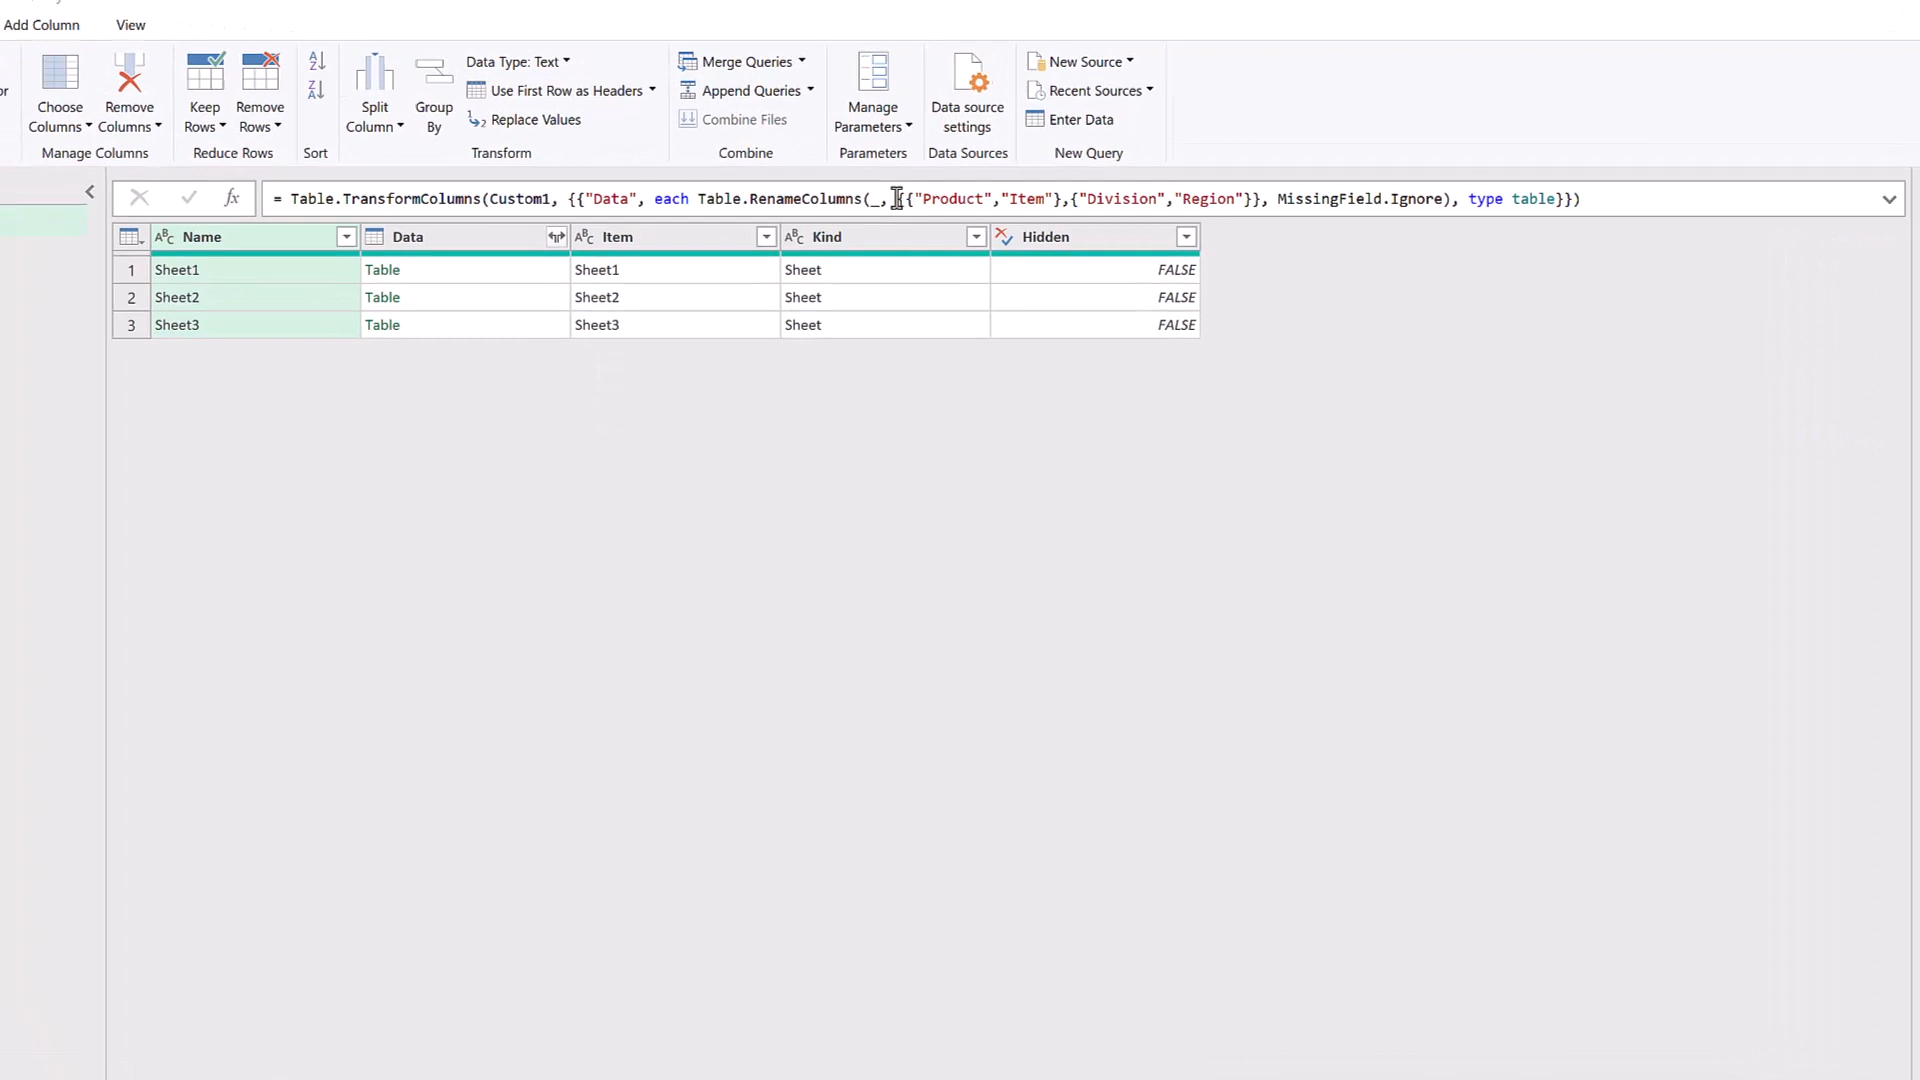 Add Column View
Choose Columns
Remove Columns
Manage Columns
Keep Rows
Remove Rows
Reduce Rows
Sort
Split Column
Group By
Data Type: Text
Use First Row as Headers
Replace Values
Transform
Merge Queries
Append Queries
Combine Files
Combine
Manage Parameters
Parameters
Data source settings
Data Sources
New Source
Recent Sources
Enter Data
New Query
fx = Table.TransformColumns(Custom1, {{"Data", each Table.RenameColumns(_, {{"Product","Item"},{"Division","Region"}}, MissingField.Ignore), type table}})
Name Data Item Kind Hidden
1 Sheet1 Table Sheet1 Sheet FALSE
2 Sheet2 Table Sheet2 Sheet FALSE
3 Sheet3 Table Sheet3 Sheet FALSE